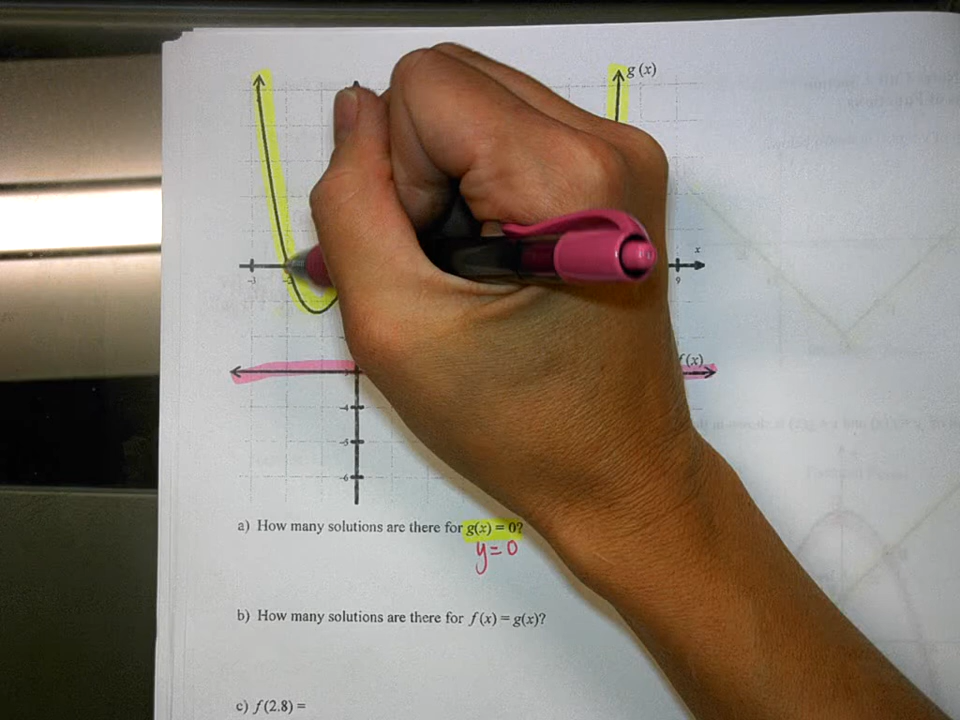 g(x)
x
-3
9
f(x)
-4
-5
-6
a) How many solutions are there for g(x) = 0?
y = 0
b) How many solutions are there for f(x) = g(x)?
c) f(2.8) =